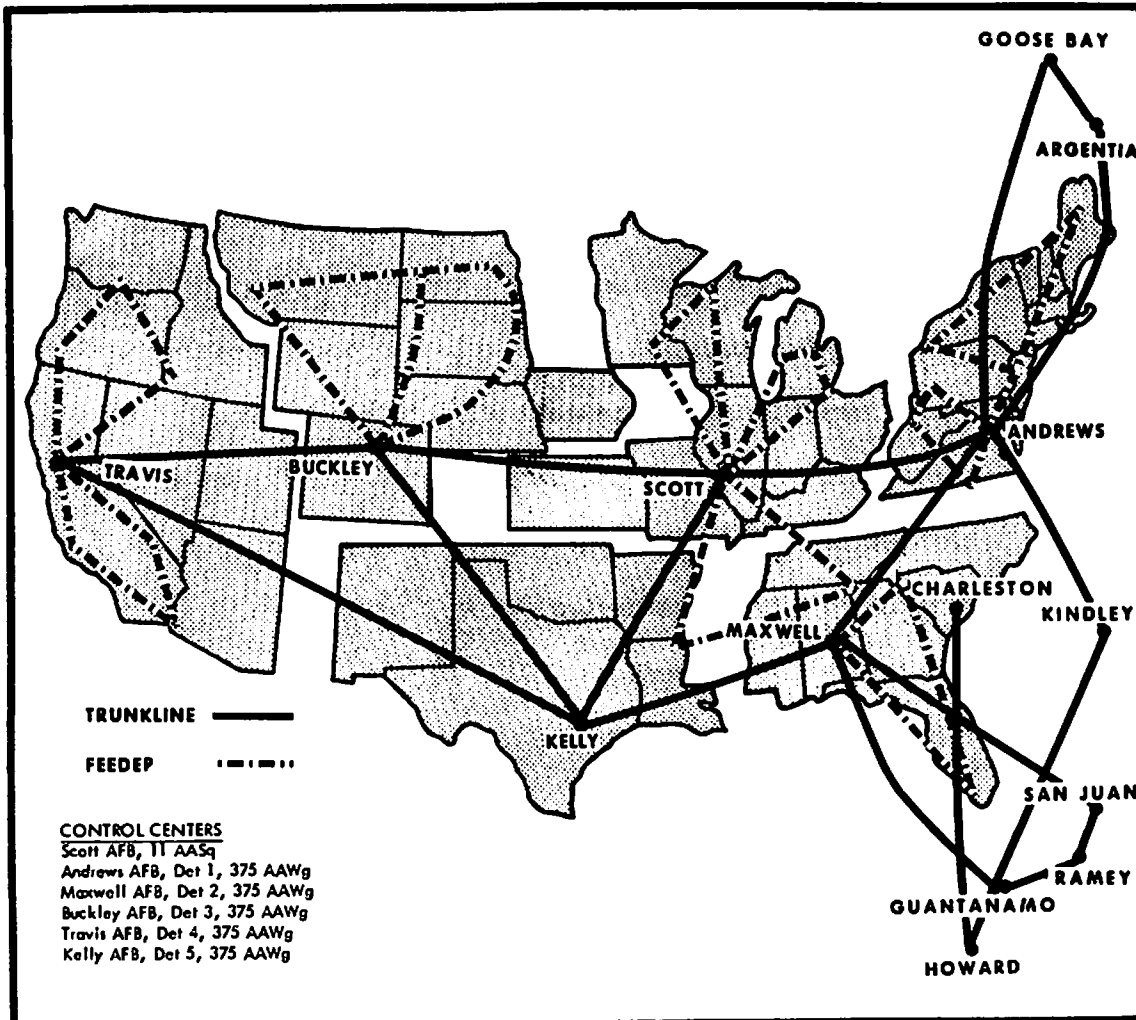 GOOSE BAY
ARGENTIA
ANDREWS
TRAVIS
BUCKLEY
SCOTT
CHARLESTON
KINDLEY
MAXWELL
KELLY
SAN JUAN
RAMEY
GUANTANAMO
HOWARD
TRUNKLINE
FEEDEP
CONTROL CENTERS
Scott AFB, 11 AASq
Andrews AFB, Det 1, 375 AAWg
Maxwell AFB, Det 2, 375 AAWg
Buckley AFB, Det 3, 375 AAWg
Travis AFB, Det 4, 375 AAWg
Kelly AFB, Det 5, 375 AAWg